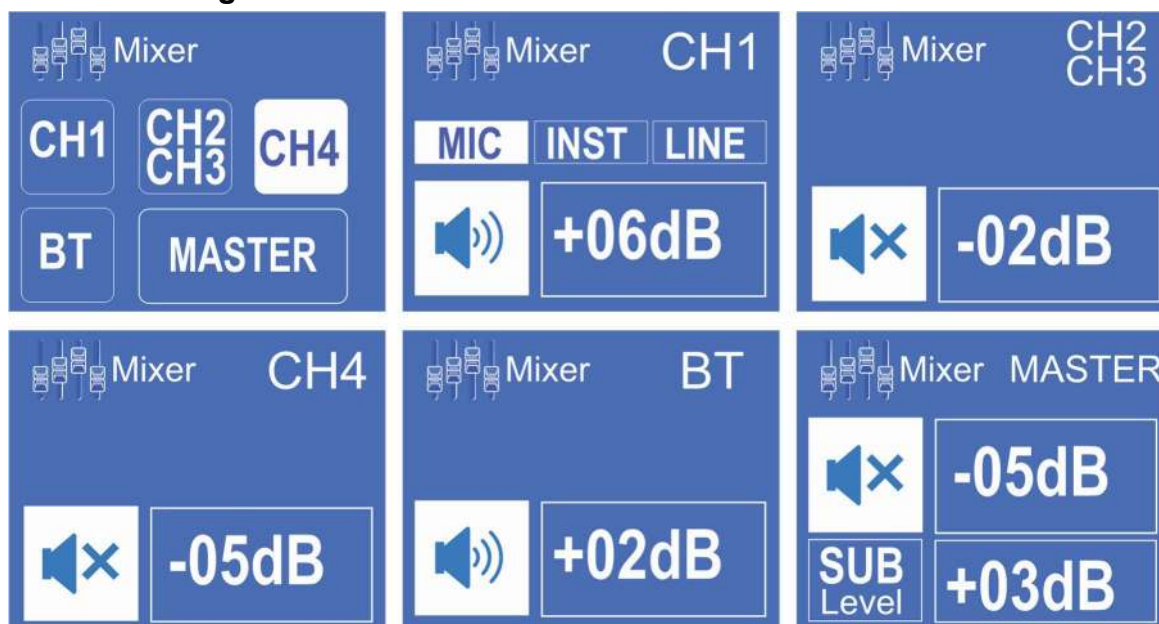 g
Mixer
CH1
CH2
CH3
CH4
BT
MASTER
Mixer
CH1
MIC
INST
LINE
+06dB
Mixer
CH2
CH3
-02dB
Mixer
CH4
-05dB
Mixer
BT
+02dB
Mixer
MASTER
-05dB
SUB
Level
+03dB